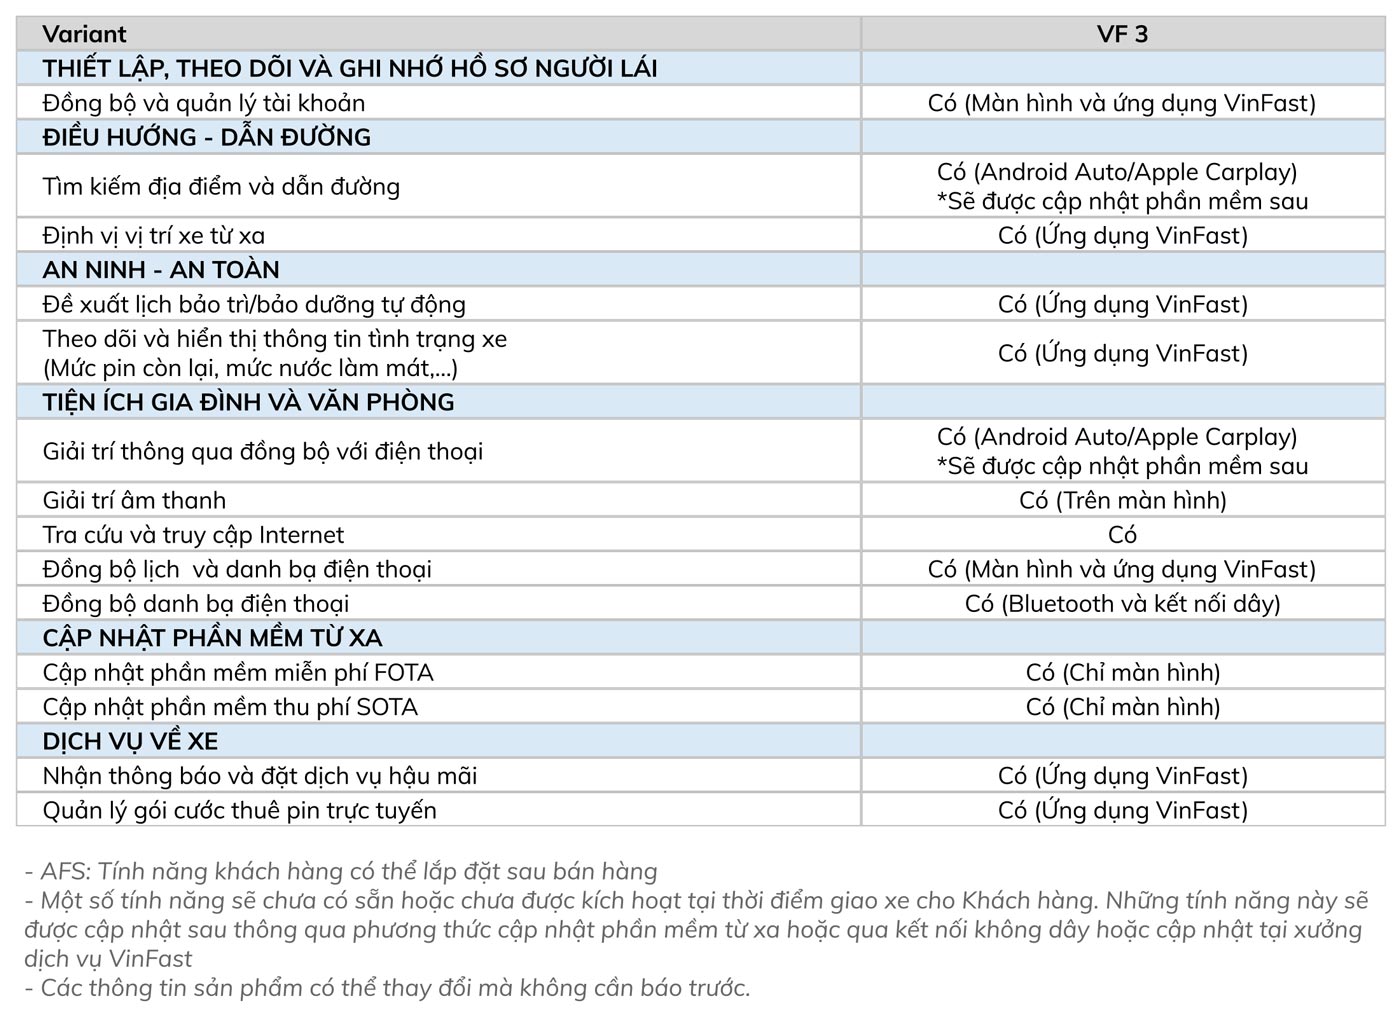 Variant VF 3
THIẾT LẬP, THEO DÕI VÀ GHI NHỚ HỒ SƠ NGƯỜI LÁI
Đồng bộ và quản lý tài khoản Có (Màn hình và ứng dụng VinFast)
ĐIỀU HƯỚNG - DẪN ĐƯỜNG
Tìm kiếm địa điểm và dẫn đường Có (Android Auto/Apple Carplay)
*Sẽ được cập nhật phần mềm sau
Định vị vị trí xe từ xa Có (Ứng dụng VinFast)
AN NINH - AN TOÀN
Đề xuất lịch bảo trì/bảo dưỡng tự động Có (Ứng dụng VinFast)
Theo dõi và hiển thị thông tin tình trạng xe
(Mức pin còn lại, mức nước làm mát,...) Có (Ứng dụng VinFast)
TIỆN ÍCH GIA ĐÌNH VÀ VĂN PHÒNG
Giải trí thông qua đồng bộ với điện thoại Có (Android Auto/Apple Carplay)
*Sẽ được cập nhật phần mềm sau
Giải trí âm thanh Có (Trên màn hình)
Tra cứu và truy cập Internet Có
Đồng bộ lịch  và danh bạ điện thoại Có (Màn hình và ứng dụng VinFast)
Đồng bộ danh bạ điện thoại Có (Bluetooth và kết nối dây)
CẬP NHẬT PHẦN MỀM TỪ XA
Cập nhật phần mềm miễn phí FOTA Có (Chỉ màn hình)
Cập nhật phần mềm thu phí SOTA Có (Chỉ màn hình)
DỊCH VỤ VỀ XE
Nhận thông báo và đặt dịch vụ hậu mãi Có (Ứng dụng VinFast)
Quản lý gói cước thuê pin trực tuyến Có (Ứng dụng VinFast)
- AFS: Tính năng khách hàng có thể lắp đặt sau bán hàng
- Một số tính năng sẽ chưa có sẵn hoặc chưa được kích hoạt tại thời điểm giao xe cho Khách hàng. Những tính năng này sẽ
được cập nhật sau thông qua phương thức cập nhật phần mềm từ xa hoặc qua kết nối không dây hoặc cập nhật tại xưởng
dịch vụ VinFast
- Các thông tin sản phẩm có thể thay đổi mà không cần báo trước.